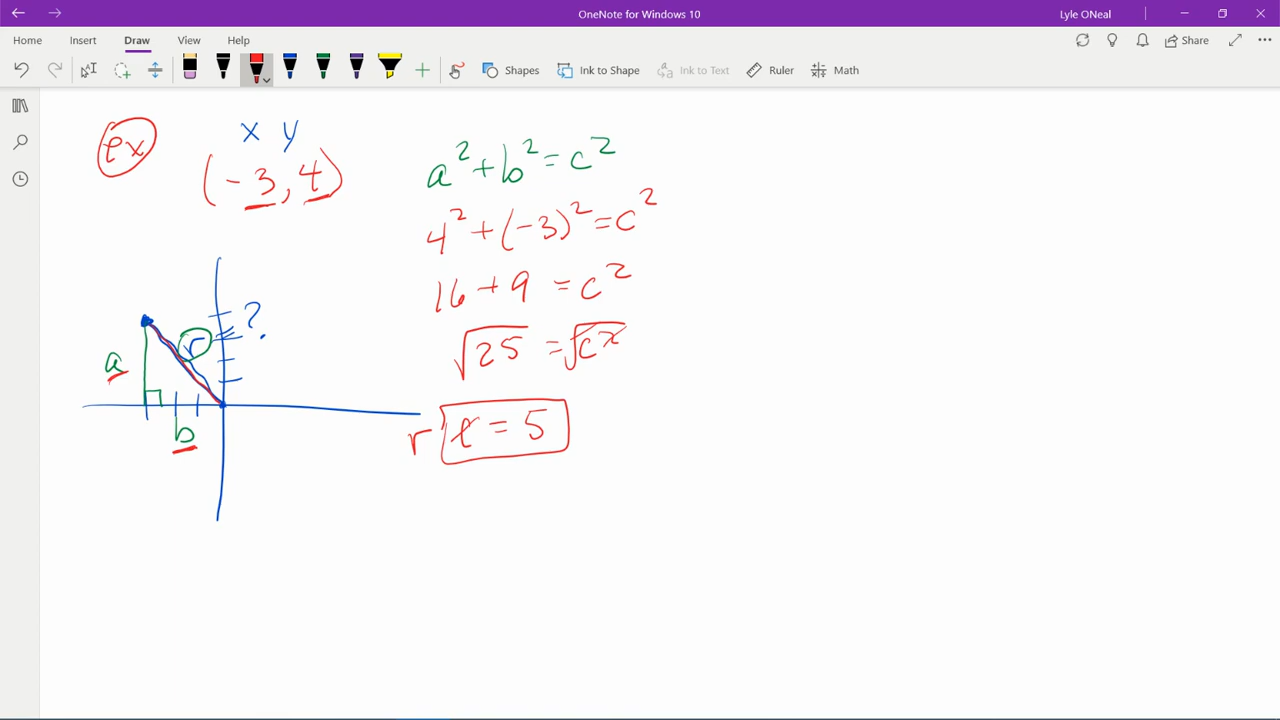 OneNote for Windows 10
Lyle ONeal
Home Insert Draw View Help
Share
Shapes Ink to Shape Ink to Text Ruler Math
ex
x y
(-3, 4)
a² + b² = c²
4² + (-3)² = c²
16 + 9 = c²
√25 = √c²
r c = 5
?
r
a
b